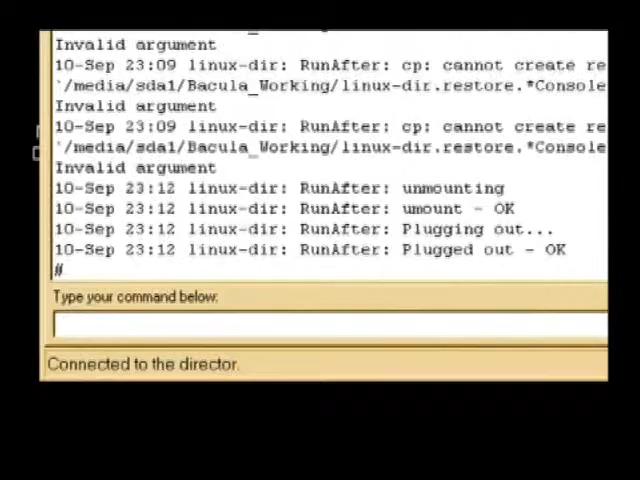 Invalid argument
10-Sep 23:09 linux-dir: RunAfter: cp: cannot create re
`/media/sda1/Bacula_Working/linux-dir.restore.*Console
Invalid argument
10-Sep 23:09 linux-dir: RunAfter: cp: cannot create re
`/media/sda1/Bacula_Working/linux-dir.restore.*Console
Invalid argument
10-Sep 23:12 linux-dir: RunAfter: unmounting
10-Sep 23:12 linux-dir: RunAfter: umount - OK
10-Sep 23:12 linux-dir: RunAfter: Plugging out...
10-Sep 23:12 linux-dir: RunAfter: Plugged out - OK
#
Type your command below:
Connected to the director.